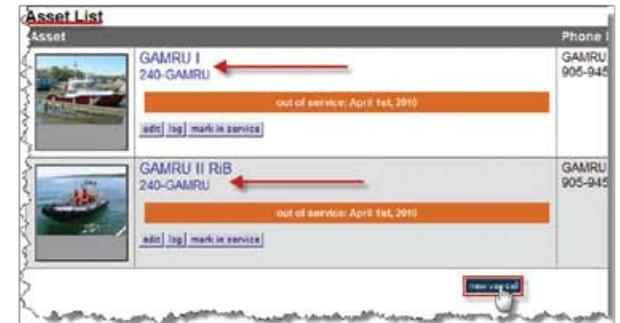 Asset List
Asset Phone
GAMRU I
240-GAMRU
GAMRU
905-945
out of service: April 1st, 2010
edit log mark in service
GAMRU II RiB
240-GAMRU
GAMRU
905-945
out of service: April 1st, 2010
edit log mark in service
new vessel